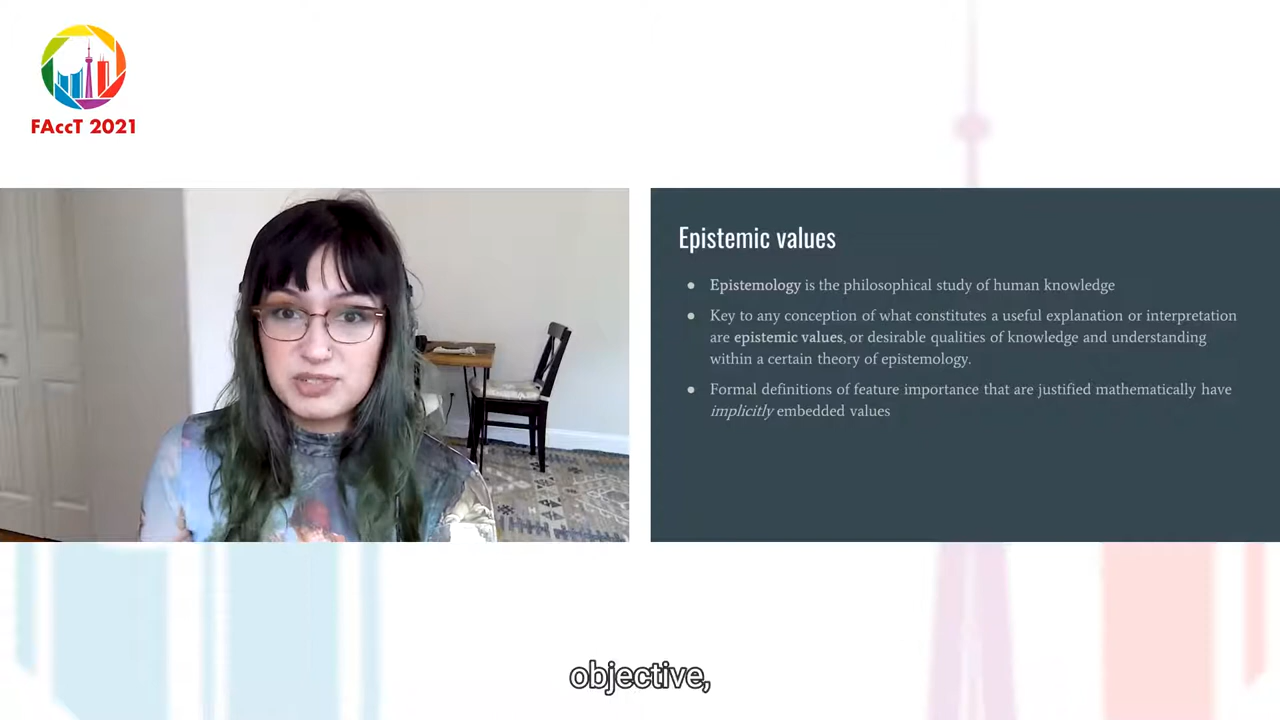 FAccT 2021
Epistemic values
● Epistemology is the philosophical study of human knowledge
● Key to any conception of what constitutes a useful explanation or interpretation
are epistemic values, or desirable qualities of knowledge and understanding
within a certain theory of epistemology.
● Formal definitions of feature importance that are justified mathematically have
implicitly embedded values
objective,